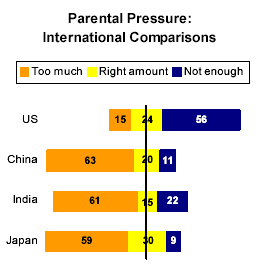 Parental Pressure:
International Comparisons
Too much Right amount Not enough
US 15 24 56
China 63 20 11
India 61 15 22
Japan 59 30 9